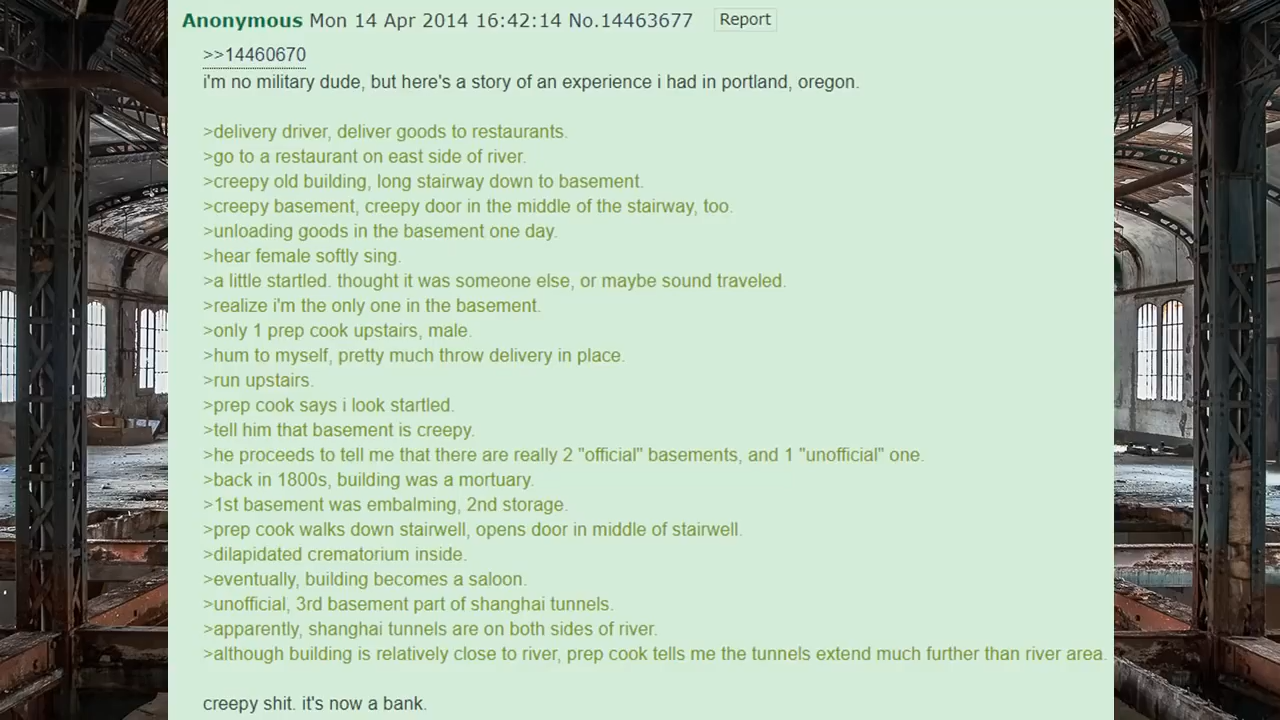 Anonymous Mon 14 Apr 2014 16:42:14 No.14463677 Report
>>14460670
i'm no military dude, but here's a story of an experience i had in portland, oregon.
>delivery driver, deliver goods to restaurants.
>go to a restaurant on east side of river.
>creepy old building, long stairway down to basement.
>creepy basement, creepy door in the middle of the stairway, too.
>unloading goods in the basement one day.
>hear female softly sing.
>a little startled. thought it was someone else, or maybe sound traveled.
>realize i'm the only one in the basement.
>only 1 prep cook upstairs, male.
>hum to myself, pretty much throw delivery in place.
>run upstairs.
>prep cook says i look startled.
>tell him that basement is creepy.
>he proceeds to tell me that there are really 2 "official" basements, and 1 "unofficial" one.
>back in 1800s, building was a mortuary.
>1st basement was embalming, 2nd storage.
>prep cook walks down stairwell, opens door in middle of stairwell.
>dilapidated crematorium inside.
>eventually, building becomes a saloon.
>unofficial, 3rd basement part of shanghai tunnels.
>apparently, shanghai tunnels are on both sides of river.
>although building is relatively close to river, prep cook tells me the tunnels extend much further than river area.
creepy shit. it's now a bank.